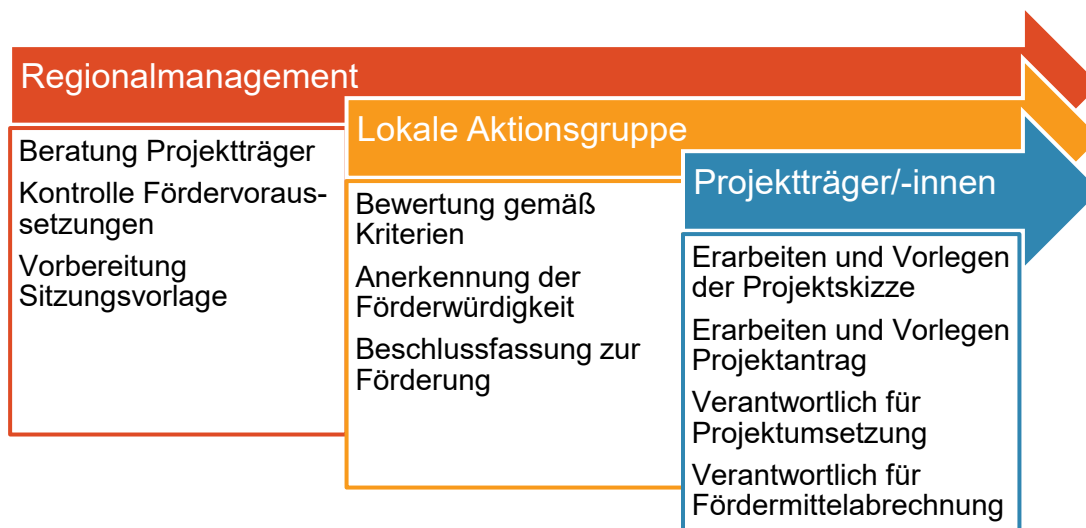 Regionalmanagement
Beratung Projektträger
Kontrolle Fördervoraus-
setzungen
Vorbereitung
Sitzungsvorlage
Lokale Aktionsgruppe
Bewertung gemäß
Kriterien
Anerkennung der
Förderwürdigkeit
Beschlussfassung zur
Förderung
Projektträger/-innen
Erarbeiten und Vorlegen
der Projektskizze
Erarbeiten und Vorlegen
Projektantrag
Verantwortlich für
Projektumsetzung
Verantwortlich für
Fördermittelabrechnung